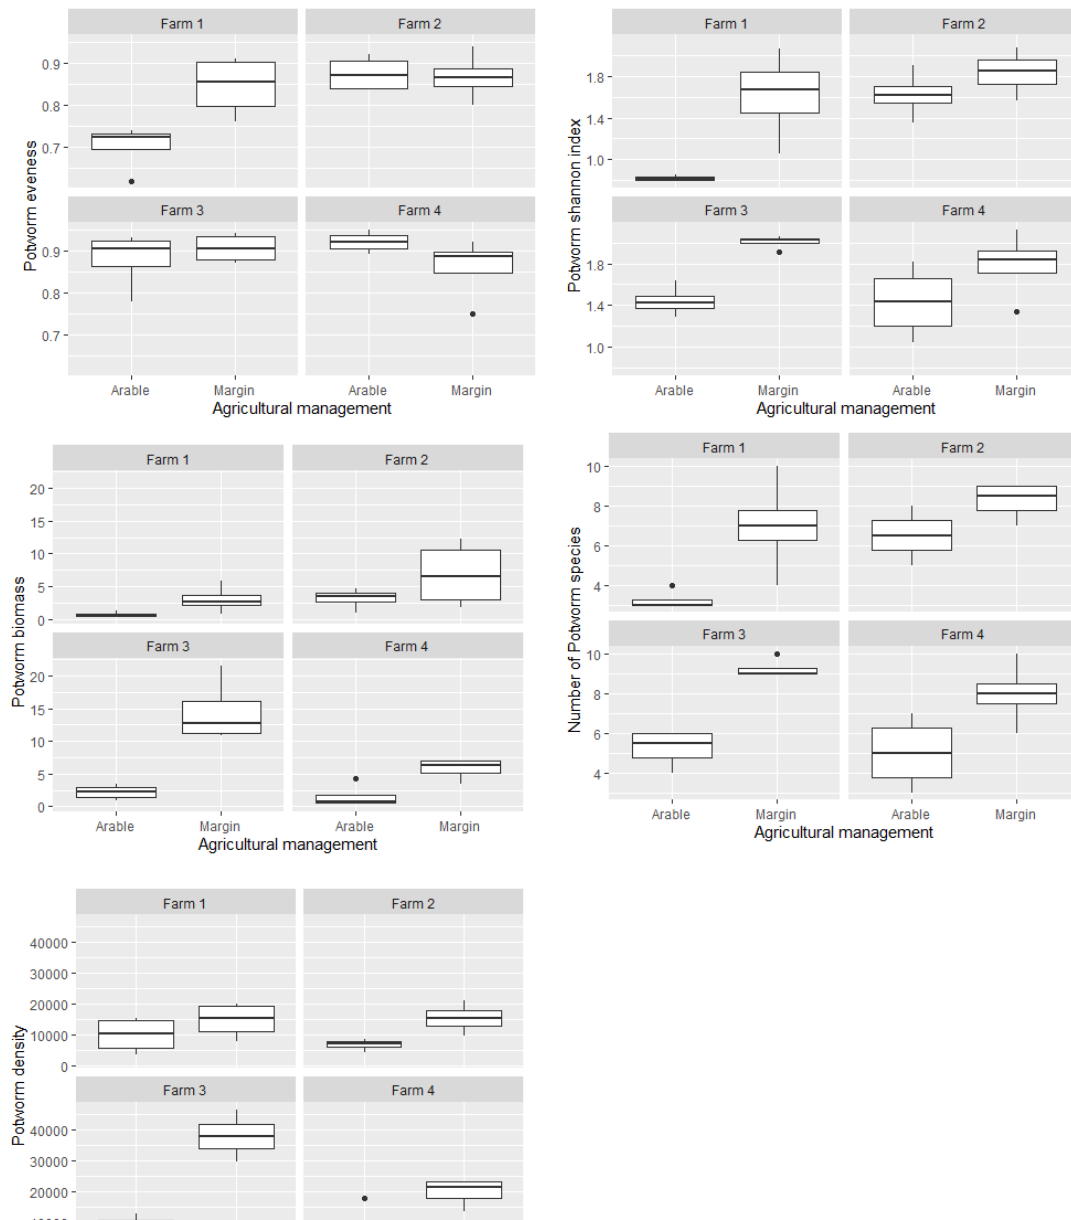 Farm 1 Farm 2
0.9
0.8
0.7
Potworm eveness
Farm 3 Farm 4
0.9
0.8
0.7
Arable Margin Arable Margin
Agricultural management
Farm 1 Farm 2
1.8
1.4
1.0
Potworm shannon index
Farm 3 Farm 4
1.8
1.4
1.0
Arable Margin Arable Margin
Agricultural management
Farm 1 Farm 2
20
15
10
5
0
Potworm biomass
Farm 3 Farm 4
20
15
10
5
0
Arable Margin Arable Margin
Agricultural management
Farm 1 Farm 2
10
8
6
4
Number of Potworm species
Farm 3 Farm 4
10
8
6
4
Arable Margin Arable Margin
Agricultural management
Farm 1 Farm 2
40000
30000
20000
10000
0
Potworm density
Farm 3 Farm 4
40000
30000
20000